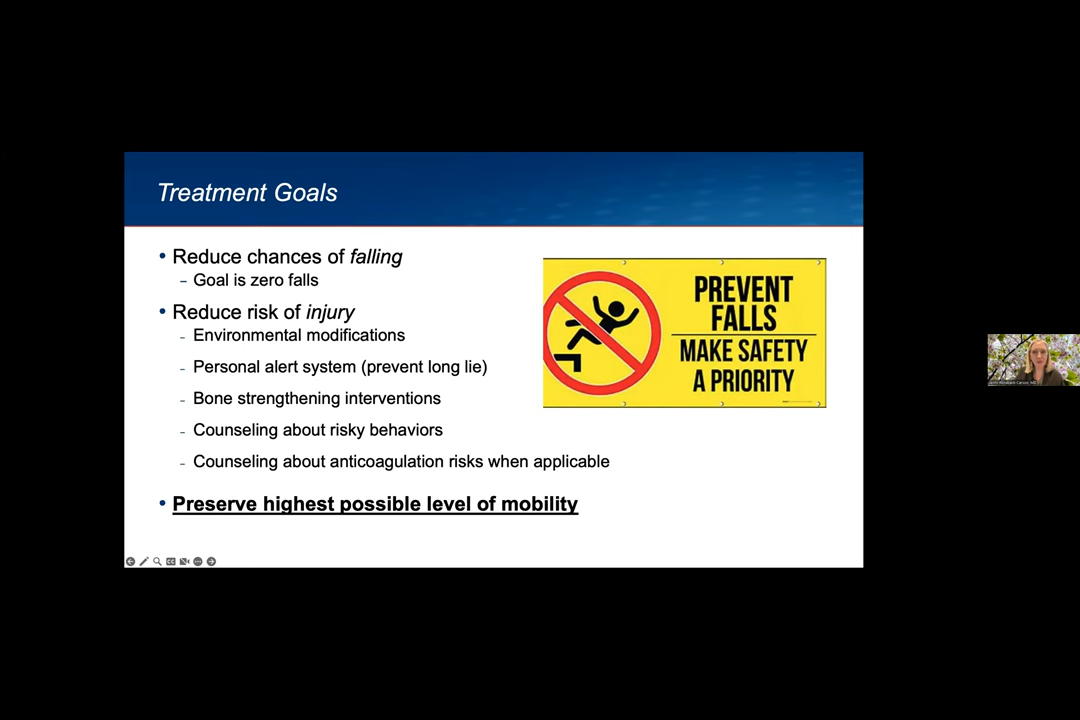 Treatment Goals
• Reduce chances of falling
– Goal is zero falls
• Reduce risk of injury
- Environmental modifications
- Personal alert system (prevent long lie)
- Bone strengthening interventions
- Counseling about risky behaviors
- Counseling about anticoagulation risks when applicable
• Preserve highest possible level of mobility
PREVENT
FALLS
MAKE SAFETY
A PRIORITY